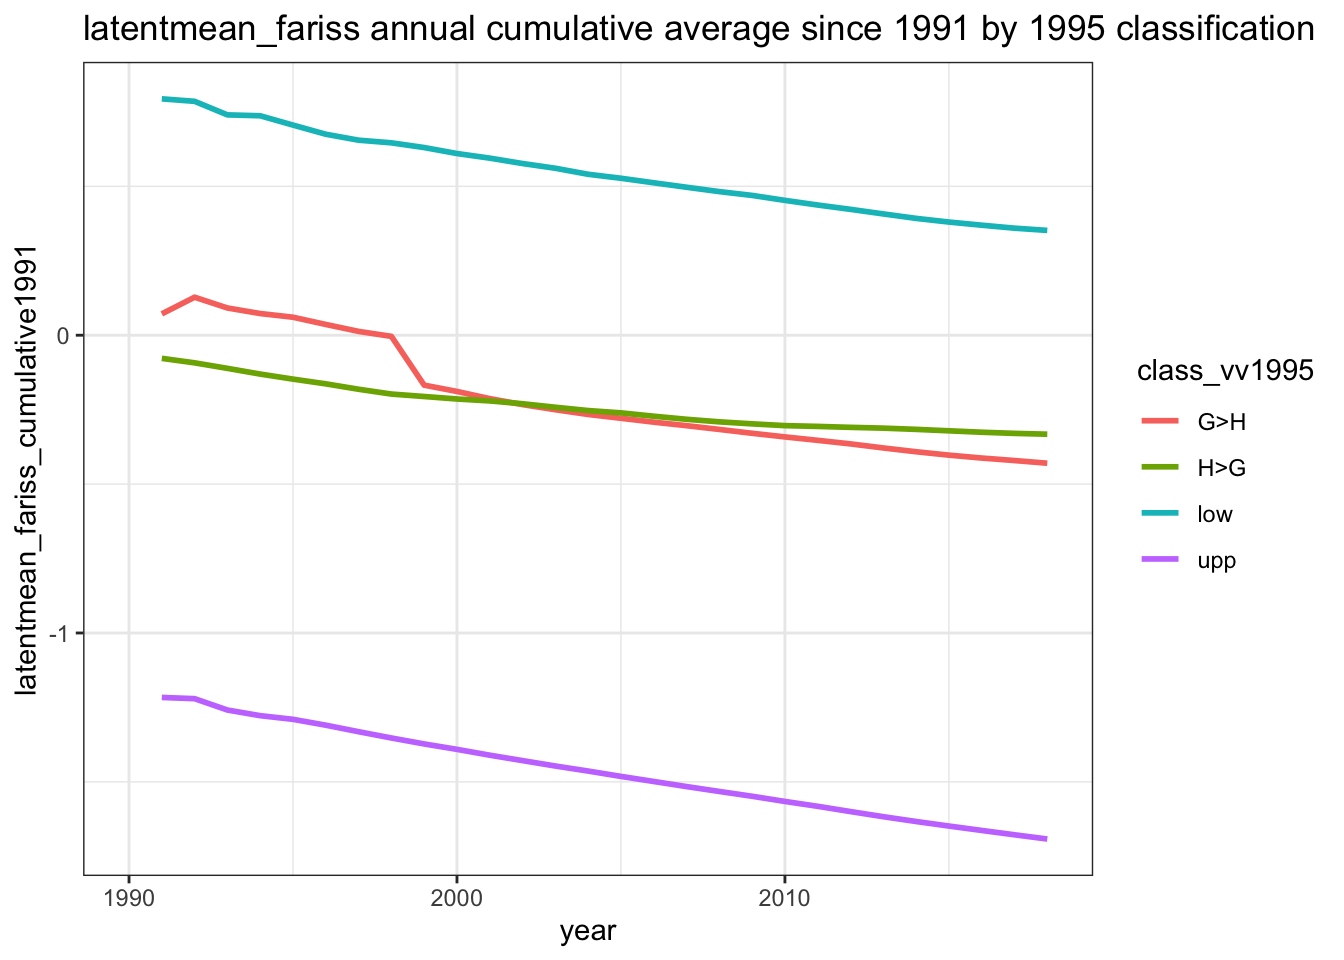 latentmean_fariss annual cumulative average since 1991 by 1995 classification
latentmean_fariss_cumulative1991
0
-1
1990
2000
2010
year
class_vv1995
G>H
H>G
low
upp